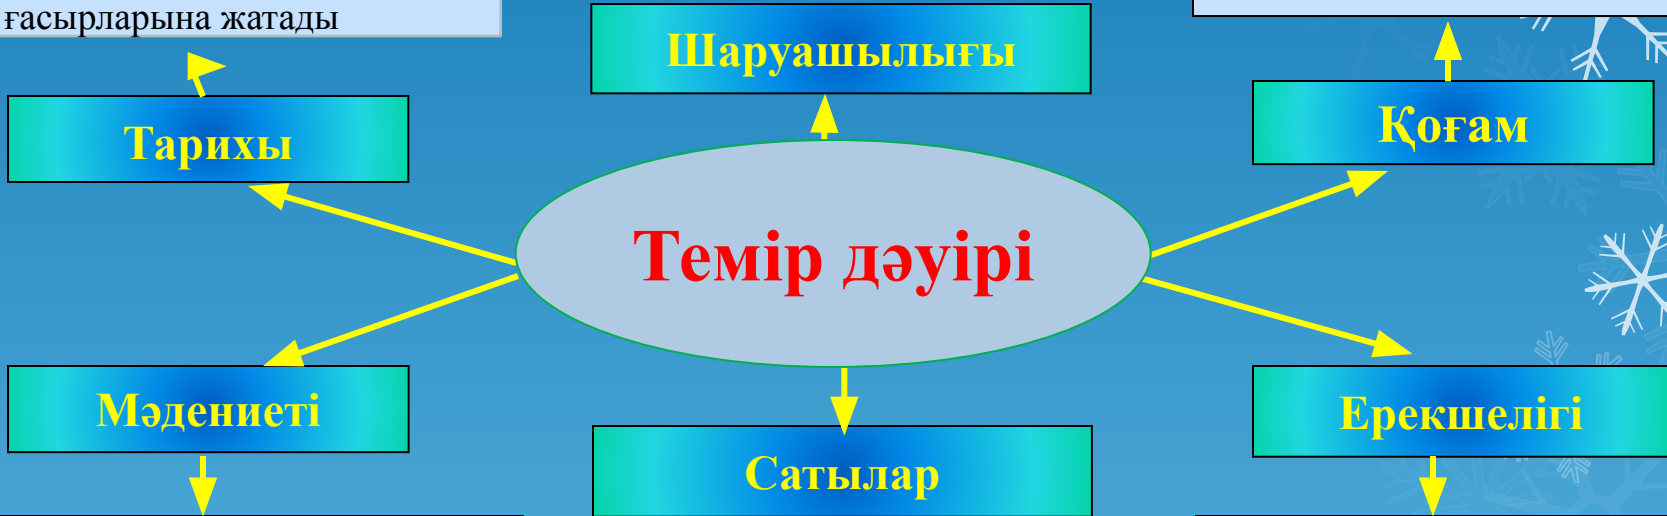 ғасырларына жатады
Шаруашылығы
Тарихы
Қоғам
Темір дәуірі
Мәдениеті
Сатылар
Ерекшелігі